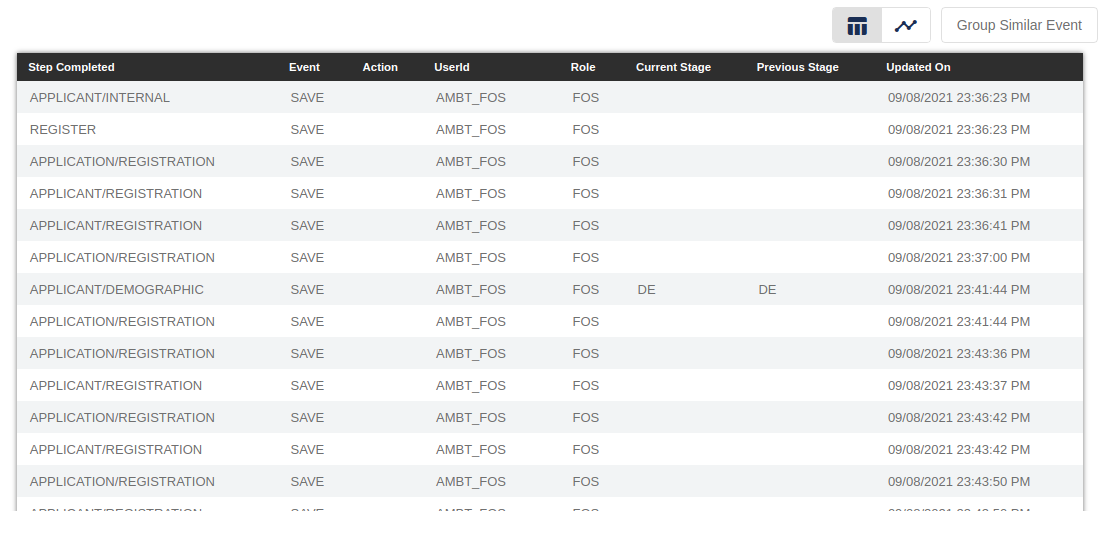 Group Similar Event
Step Completed Event Action UserId Role Current Stage Previous Stage Updated On
APPLICANT/INTERNAL SAVE AMBT_FOS FOS 09/08/2021 23:36:23 PM
REGISTER SAVE AMBT_FOS FOS 09/08/2021 23:36:23 PM
APPLICATION/REGISTRATION SAVE AMBT_FOS FOS 09/08/2021 23:36:30 PM
APPLICANT/REGISTRATION SAVE AMBT_FOS FOS 09/08/2021 23:36:31 PM
APPLICANT/REGISTRATION SAVE AMBT_FOS FOS 09/08/2021 23:36:41 PM
APPLICATION/REGISTRATION SAVE AMBT_FOS FOS 09/08/2021 23:37:00 PM
APPLICANT/DEMOGRAPHIC SAVE AMBT_FOS FOS DE DE 09/08/2021 23:41:44 PM
APPLICATION/REGISTRATION SAVE AMBT_FOS FOS 09/08/2021 23:41:44 PM
APPLICATION/REGISTRATION SAVE AMBT_FOS FOS 09/08/2021 23:43:36 PM
APPLICANT/REGISTRATION SAVE AMBT_FOS FOS 09/08/2021 23:43:37 PM
APPLICATION/REGISTRATION SAVE AMBT_FOS FOS 09/08/2021 23:43:42 PM
APPLICANT/REGISTRATION SAVE AMBT_FOS FOS 09/08/2021 23:43:42 PM
APPLICATION/REGISTRATION SAVE AMBT_FOS FOS 09/08/2021 23:43:50 PM
APPLICANT/REGISTRATION SAVE AMBT_FOS FOS